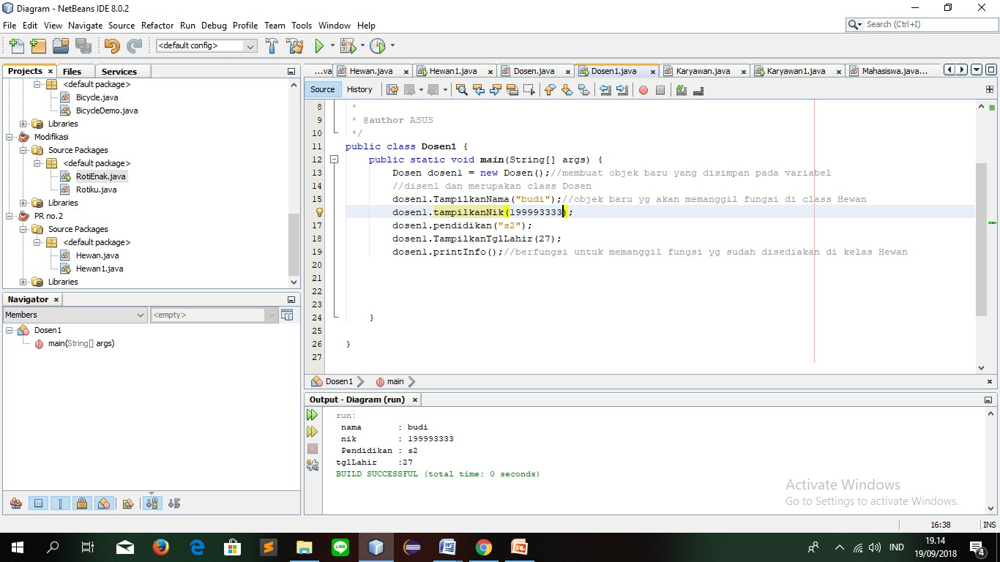 Diagram - NetBeans IDE 8.0.2
File Edit View Navigate Source Refactor Run Debug Profile Team Tools Window Help
Search (Ctrl+I)
<default config>
Projects Files Services
<default package>
Bicycle.java
BicycleDemo.java
Libraries
Modifikasi
Source Packages
<default package>
RotiEnak.java
Rotiku.java
Libraries
PR no.2
Source Packages
<default package>
Hewan.java
Hewan1.java
Libraries
Navigator
Members <empty>
Dosen1
main(String[] args)
...va Hewan.java Hewan1.java Dosen.java Dosen1.java Karyawan.java Karyawan1.java Mahasiswa.java...
Source History
8 *
9 * @author ASUS
10 */
11 public class Dosen1 {
12 public static void main(String[] args) {
13 Dosen dosen1 = new Dosen();//membuat objek baru yang disimpan pada variabel
14 //disen1 dan merupakan class Dosen
15 dosen1.TampilkanNama("budi");//objek baru yg akan memanggil fungsi di class Hewan
dosen1.tampilkanNik(199993333);
17 dosen1.pendidikan("s2");
18 dosen1.TampilkanTglLahir(27);
19 dosen1.printInfo();//berfungsi untuk memanggil fungsi yg sudah disediakan di kelas Hewan
20
21
22
23
24 }
25
26 }
27
Dosen1 main
Output - Diagram (run)
run:
nama : budi
nik : 199993333
Pendidikan : s2
tglLahir :27
BUILD SUCCESSFUL (total time: 0 seconds)
Activate Windows
Go to Settings to activate Windows.
16:38 INS
IND
19.14
19/09/2018
4